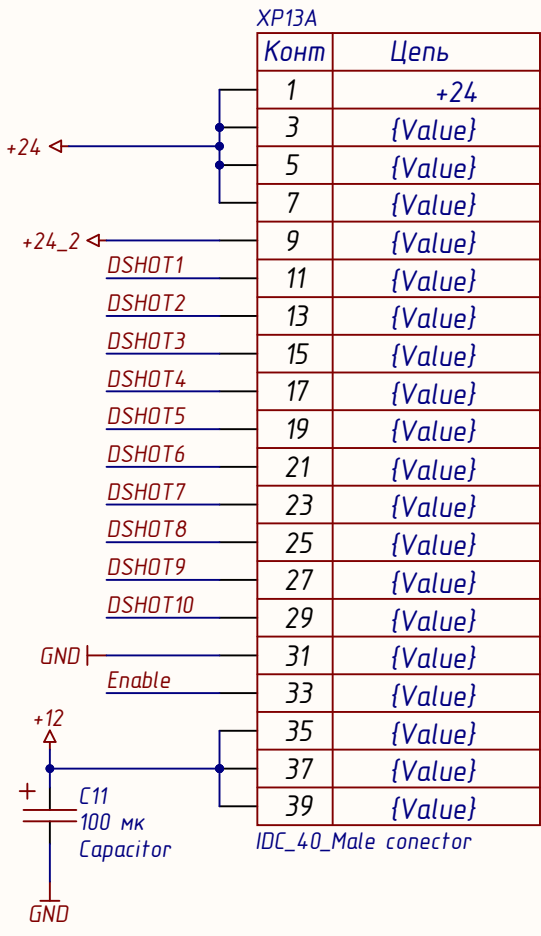 XP13A
Конт Цепь
1 +24
3 {Value}
+24
5 {Value}
7 {Value}
+24_2 9 {Value}
DSHOT1 11 {Value}
DSHOT2 13 {Value}
DSHOT3 15 {Value}
DSHOT4 17 {Value}
DSHOT5 19 {Value}
DSHOT6 21 {Value}
DSHOT7 23 {Value}
DSHOT8 25 {Value}
DSHOT9 27 {Value}
DSHOT10 29 {Value}
GND 31 {Value}
Enable 33 {Value}
+12 35 {Value}
37 {Value}
+ C11 39 {Value}
100 мк
IDC_40_Male conector
Capacitor
GND